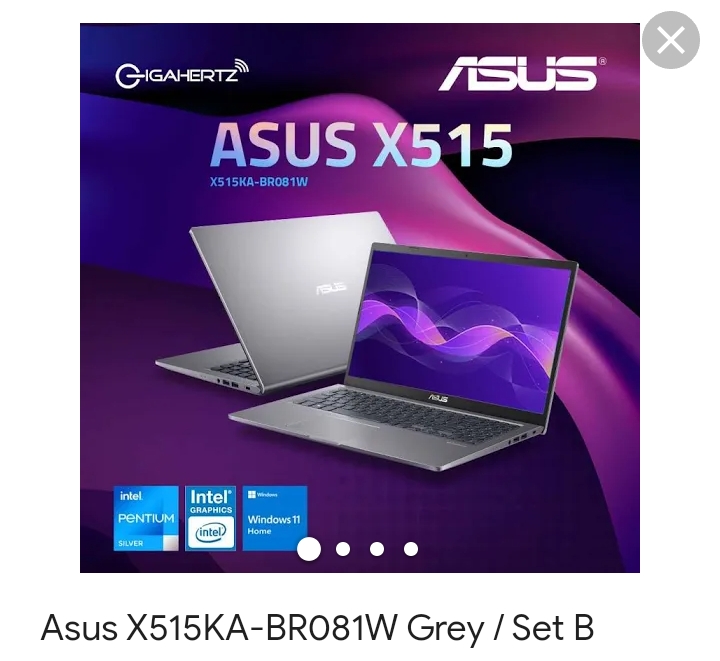 GIGAHERTZ
ASUS®
ASUS X515
X515KA-BR081W
ASUS
ASUS
intel.
PENTIUM
SILVER
Intel®
GRAPHICS
intel
Windows
Windows 11
Home
Asus X515KA-BR081W Grey / Set B